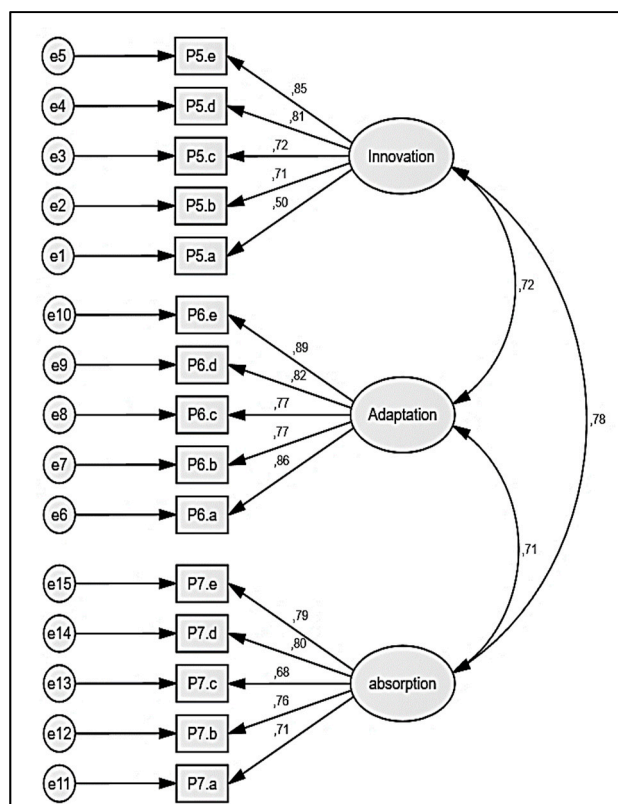 e5 P5.e
,85
e4 P5.d
,81
e3 P5.c
,72
Innovation
e2 P5.b
,71
e1 P5.a
,50
,72
e10 P6.e
,89
e9 P6.d
,82
e8 P6.c
,77
Adaptation
,78
e7 P6.b
,77
e6 P6.a
,86
,71
e15 P7.e
,79
e14 P7.d
,80
e13 P7.c
,68
absorption
e12 P7.b
,76
e11 P7.a
,71